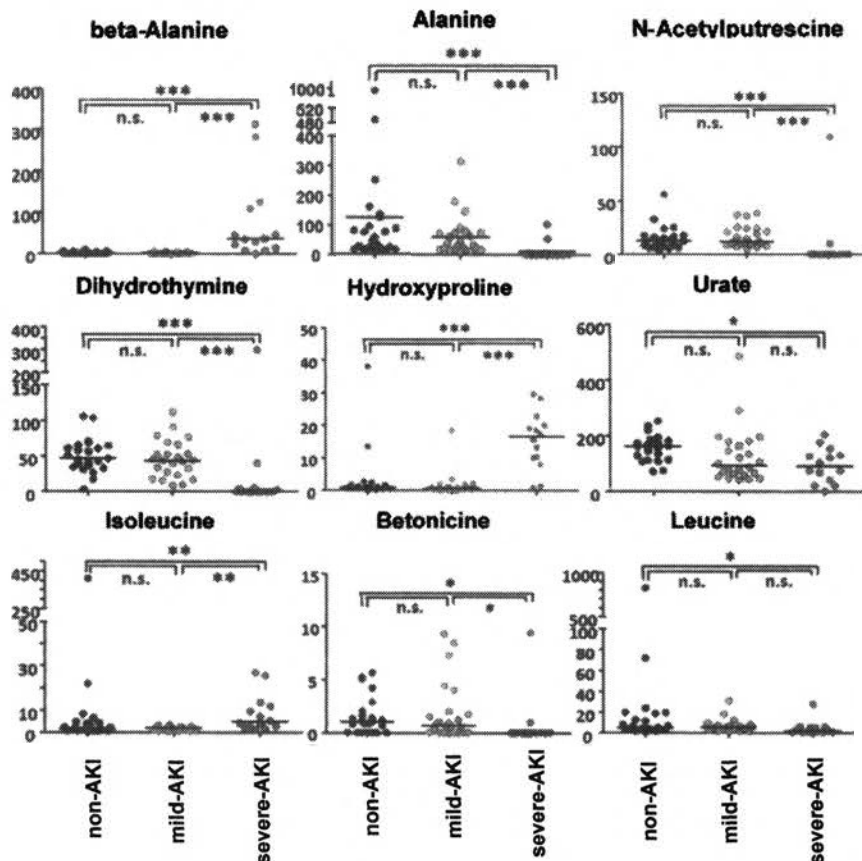 beta-Alanine
Alanine
N-Acetylputrescine
400
300
200
100
0
***
n.s.
***
1000
520
480
400
300
200
100
0
***
n.s.
***
150
100
50
0
***
n.s.
***
Dihydrothymine
Hydroxyproline
Urate
400
300
200
150
100
50
0
***
n.s.
***
50
40
30
20
10
0
***
n.s.
***
600
400
200
0
*
n.s.
n.s.
Isoleucine
Betonicine
Leucine
450
250
50
30
10
0
**
n.s.
**
15
10
5
0
*
n.s.
*
1000
500
100
80
60
40
20
0
*
n.s.
n.s.
non-AKI
mild-AKI
severe-AKI
non-AKI
mild-AKI
severe-AKI
non-AKI
mild-AKI
severe-AKI